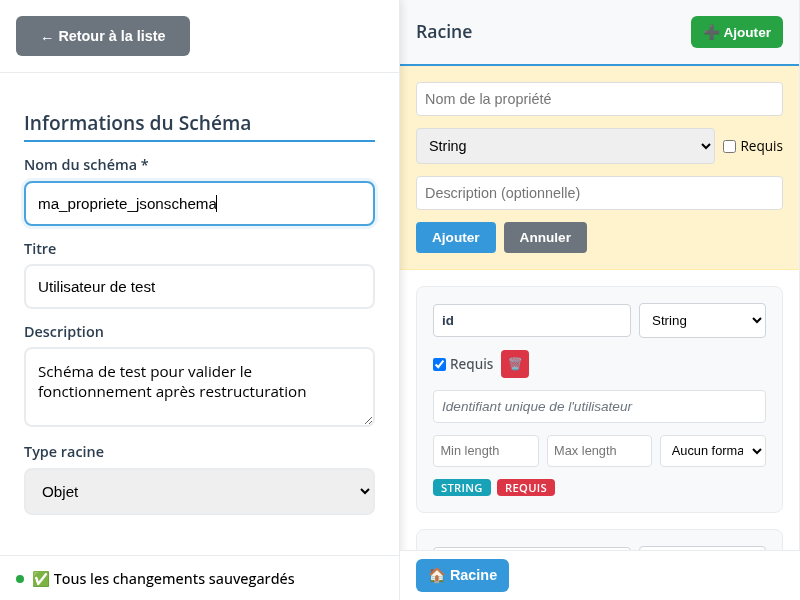 ← Retour à la liste
Informations du Schéma
Nom du schéma *
ma_propriete_jsonschema
Titre
Utilisateur de test
Description
Schéma de test pour valider le
fonctionnement après restructuration
Type racine
Objet
✅ Tous les changements sauvegardés
Racine
➕ Ajouter
Nom de la propriété
String
Requis
Description (optionnelle)
Ajouter
Annuler
id
String
Requis
Identifiant unique de l'utilisateur
Min length
Max length
Aucun forma
STRING
REQUIS
🏠 Racine